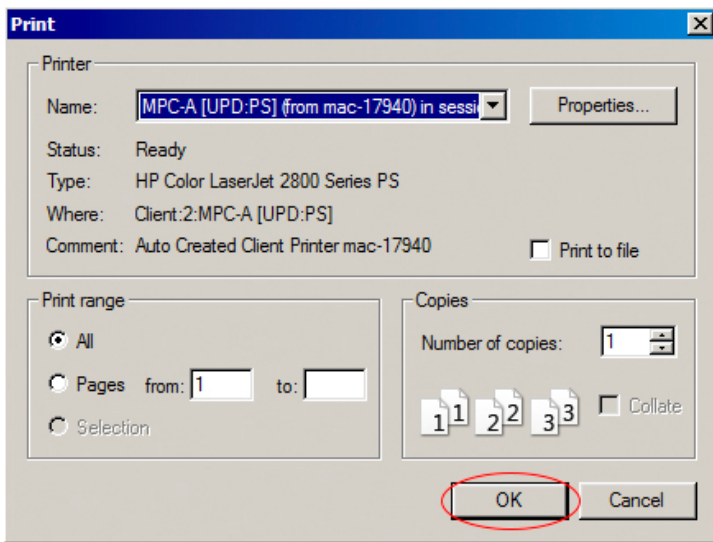 Print
Printer
Name: MPC-A [UPD:PS] (from mac-17940) in sessi Properties...
Status: Ready
Type: HP Color LaserJet 2800 Series PS
Where: Client:2:MPC-A [UPD:PS]
Comment: Auto Created Client Printer mac-17940 Print to file
Print range Copies
All Number of copies: 1
Pages from: 1 to:
1 1 2 2 3 3 Collate
Selection
OK Cancel